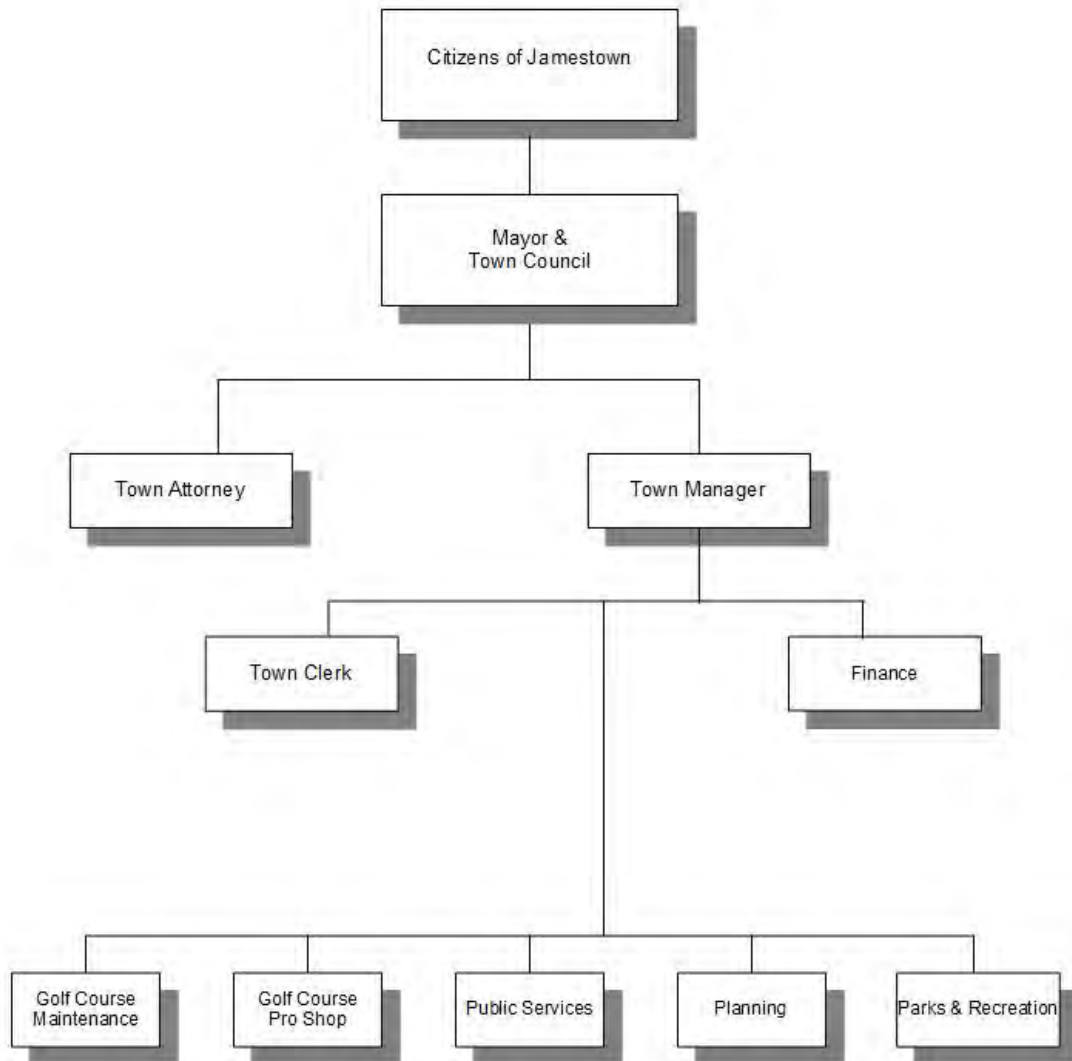 Citizens of Jamestown
Mayor &
Town Council
Town Attorney
Town Manager
Town Clerk
Finance
Golf Course
Maintenance
Golf Course
Pro Shop
Public Services
Planning
Parks & Recreation